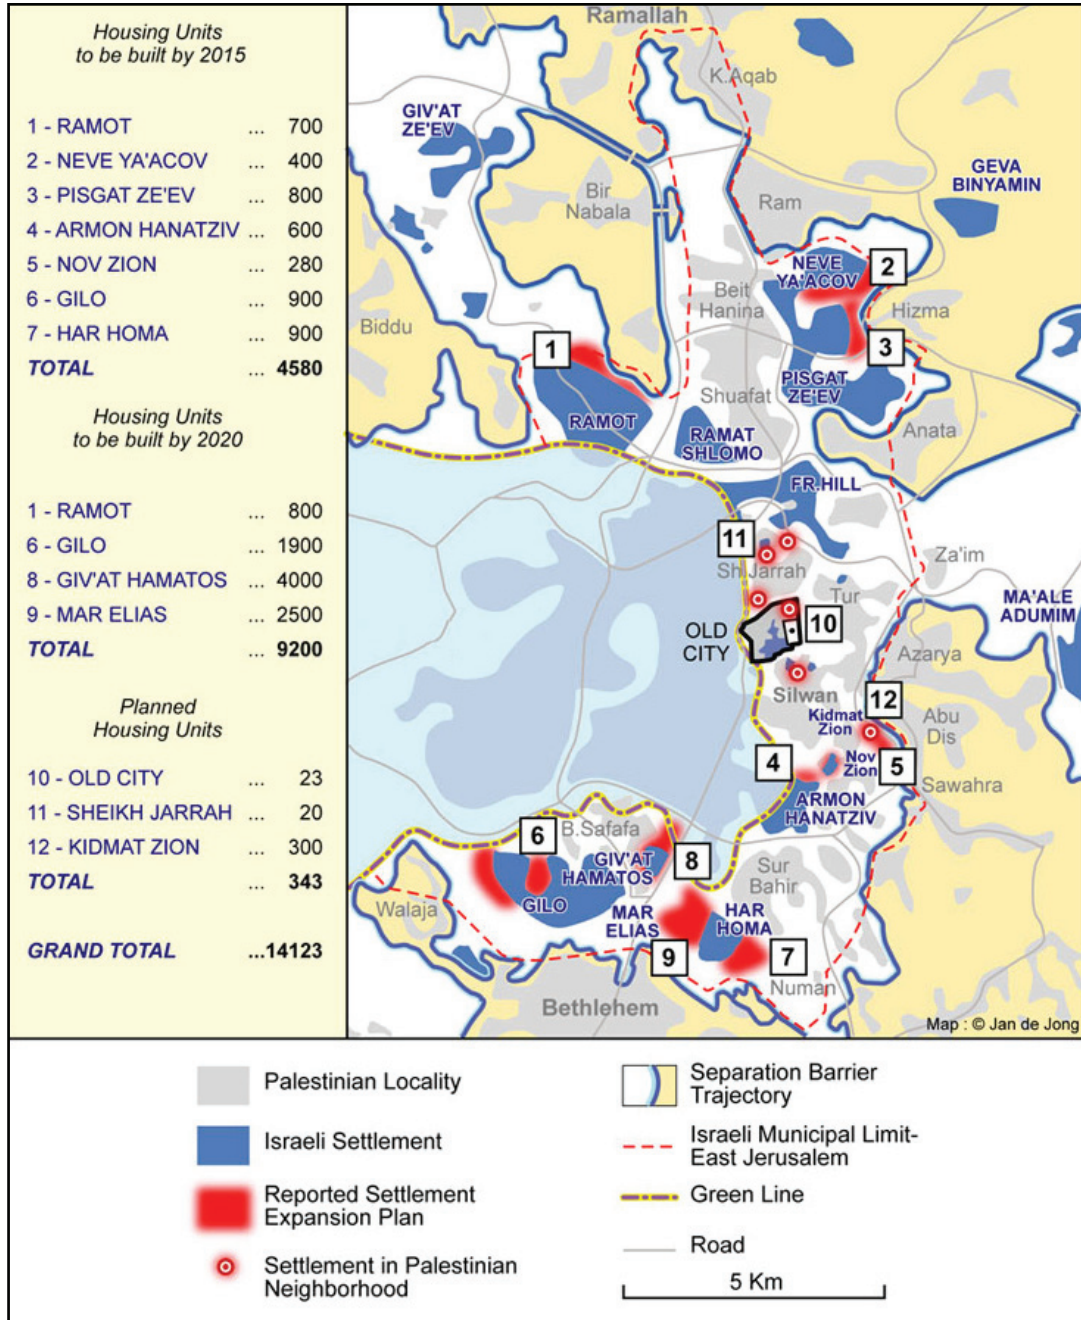 Housing Units
to be built by 2015
1 - RAMOT ... 700
2 - NEVE YA'ACOV ... 400
3 - PISGAT ZE'EV ... 800
4 - ARMON HANATZIV ... 600
5 - NOV ZION ... 280
6 - GILO ... 900
7 - HAR HOMA ... 900
TOTAL ... 4580
Housing Units
to be built by 2020
1 - RAMOT ... 800
6 - GILO ... 1900
8 - GIV'AT HAMATOS ... 4000
9 - MAR ELIAS ... 2500
TOTAL ... 9200
Planned
Housing Units
10 - OLD CITY ... 23
11 - SHEIKH JARRAH ... 20
12 - KIDMAT ZION ... 300
TOTAL ... 343
GRAND TOTAL ...14123
Ramallah
K.Aqab
GIV'AT
ZE'EV
GEVA
BINYAMIN
Bir
Nabala
Ram
NEVE
YA'ACOV
2
Beit
Hanina
Hizma
Biddu
1
3
PISGAT
ZE'EV
Shuafat
RAMOT
RAMAT
SHLOMO
Anata
FR.HILL
11
Sh.Jarrah
Za'im
Tur
MA'ALE
ADUMIM
OLD
CITY
10
Azarya
Silwan
12
Kidmat
Zion
Abu
Dis
4
Nov
Zion
5
Sawahra
ARMON
HANATZIV
6
B.Safafa
GIV'AT
HAMATOS
8
Sur
Bahir
GILO
Walaja
MAR
ELIAS
HAR
HOMA
9
7
Numan
Bethlehem
Map : © Jan de Jong
Palestinian Locality
Israeli Settlement
Reported Settlement
Expansion Plan
Settlement in Palestinian
Neighborhood
Separation Barrier
Trajectory
Israeli Municipal Limit-
East Jerusalem
Green Line
Road
5 Km